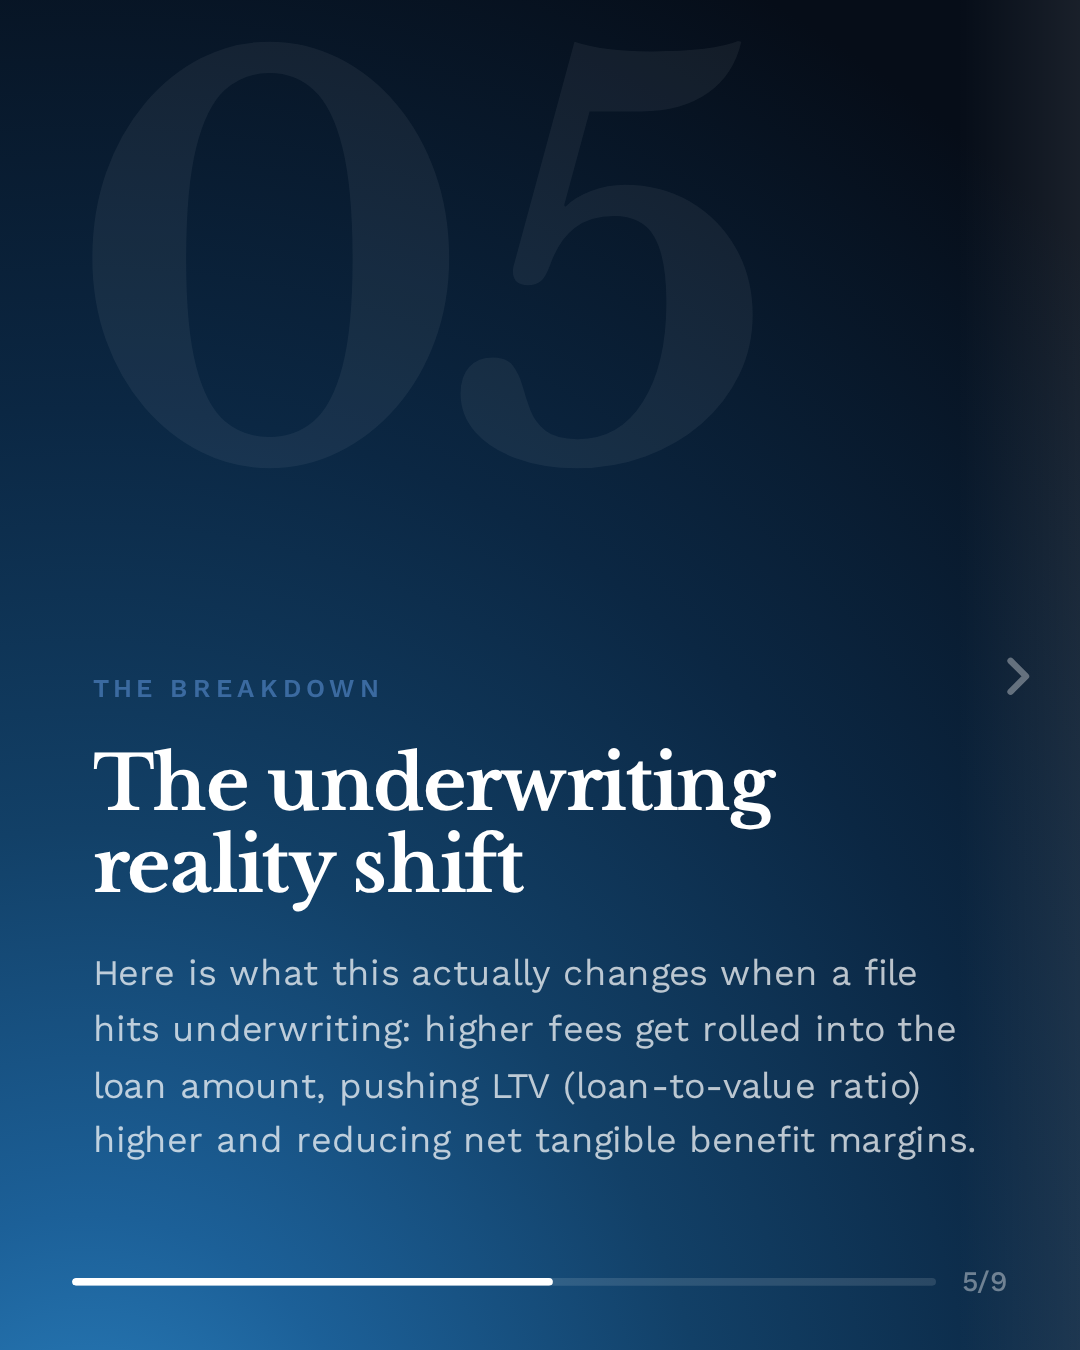 05
THE BREAKDOWN
The underwriting
reality shift
Here is what this actually changes when a file
hits underwriting: higher fees get rolled into the
loan amount, pushing LTV (loan-to-value ratio)
higher and reducing net tangible benefit margins.
5/9